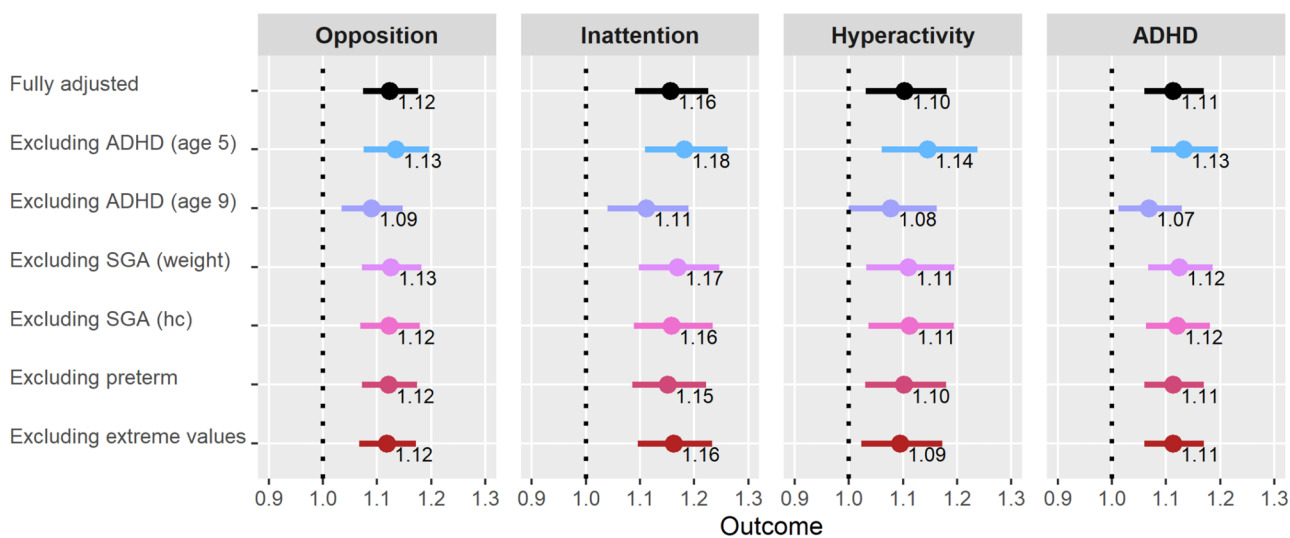 Opposition Inattention Hyperactivity ADHD
Fully adjusted 1.12 1.16 1.10 1.11
Excluding ADHD (age 5) 1.13 1.18 1.14 1.13
Excluding ADHD (age 9) 1.09 1.11 1.08 1.07
Excluding SGA (weight) 1.13 1.17 1.11 1.12
Excluding SGA (hc) 1.12 1.16 1.11 1.12
Excluding preterm 1.12 1.15 1.10 1.11
Excluding extreme values 1.12 1.16 1.09 1.11
0.9 1.0 1.1 1.2 1.3 0.9 1.0 1.1 1.2 1.3 0.9 1.0 1.1 1.2 1.3 0.9 1.0 1.1 1.2 1.3
Outcome